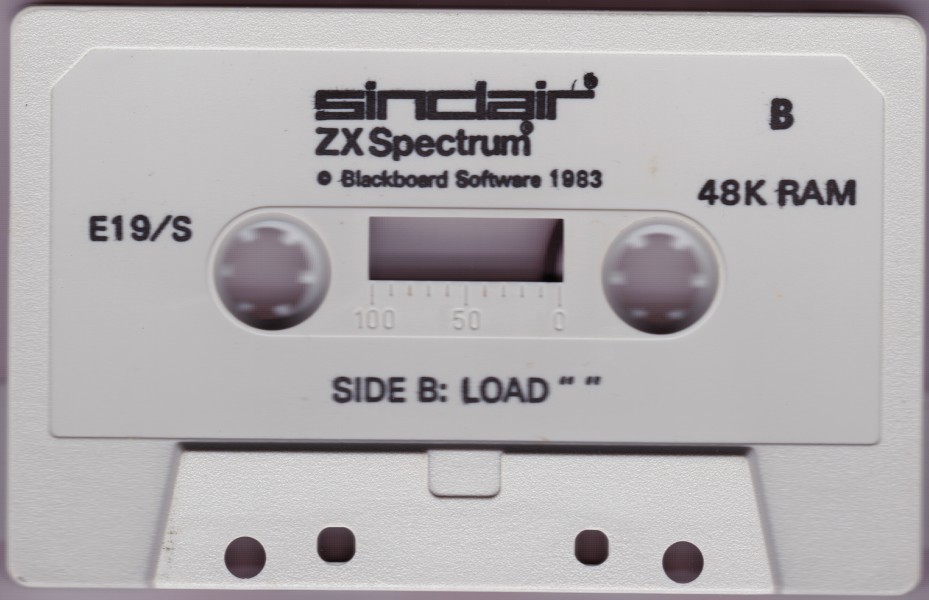 sinclair®
ZX Spectrum®
© Blackboard Software 1983
B
48K RAM
E19/S
100 50 0
SIDE B: LOAD “ ”